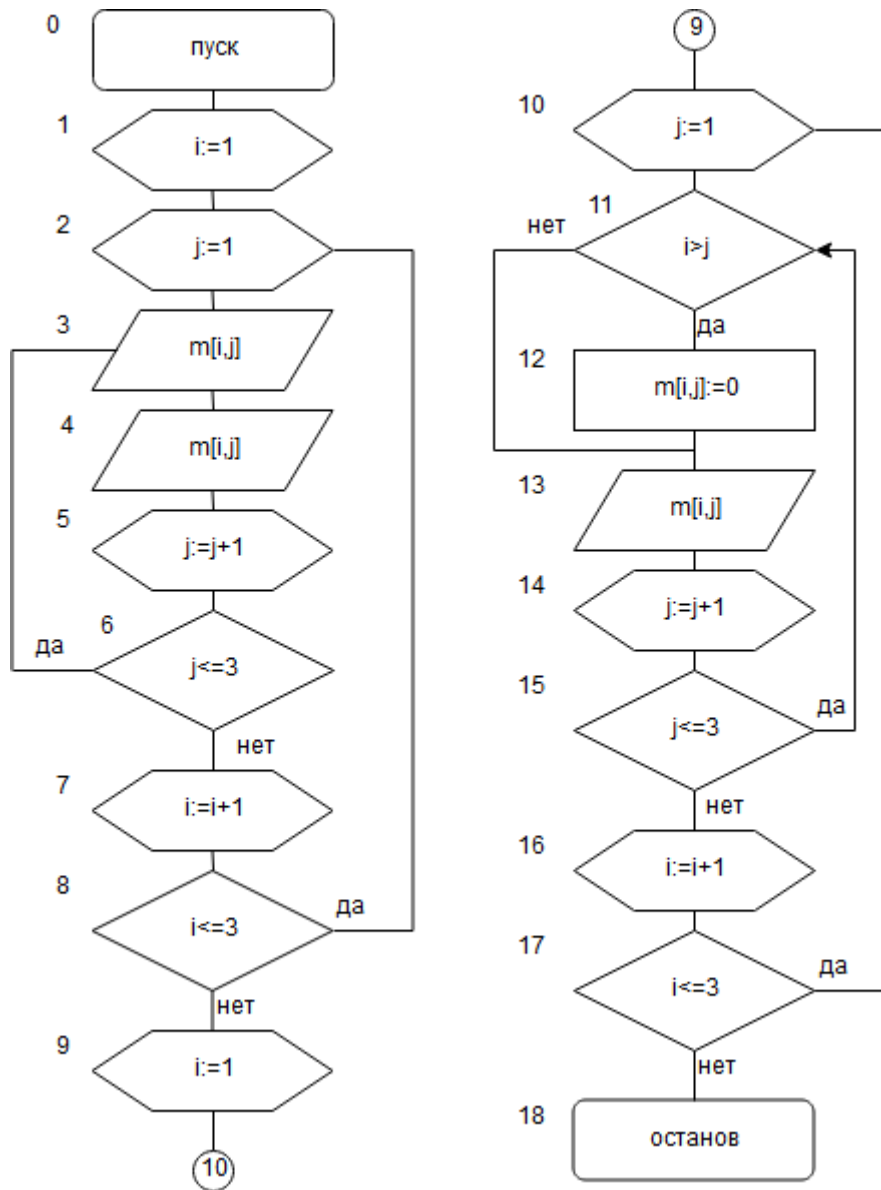 0
пуск
1
i:=1
2
j:=1
3
m[i,j]
4
m[i,j]
5
j:=j+1
6
да
j<=3
нет
7
i:=i+1
8
да
i<=3
нет
9
i:=1
10
9
10
j:=1
11
нет
i>j
да
12
m[i,j]:=0
13
m[i,j]
14
j:=j+1
15
да
j<=3
нет
16
i:=i+1
17
да
i<=3
нет
18
останов